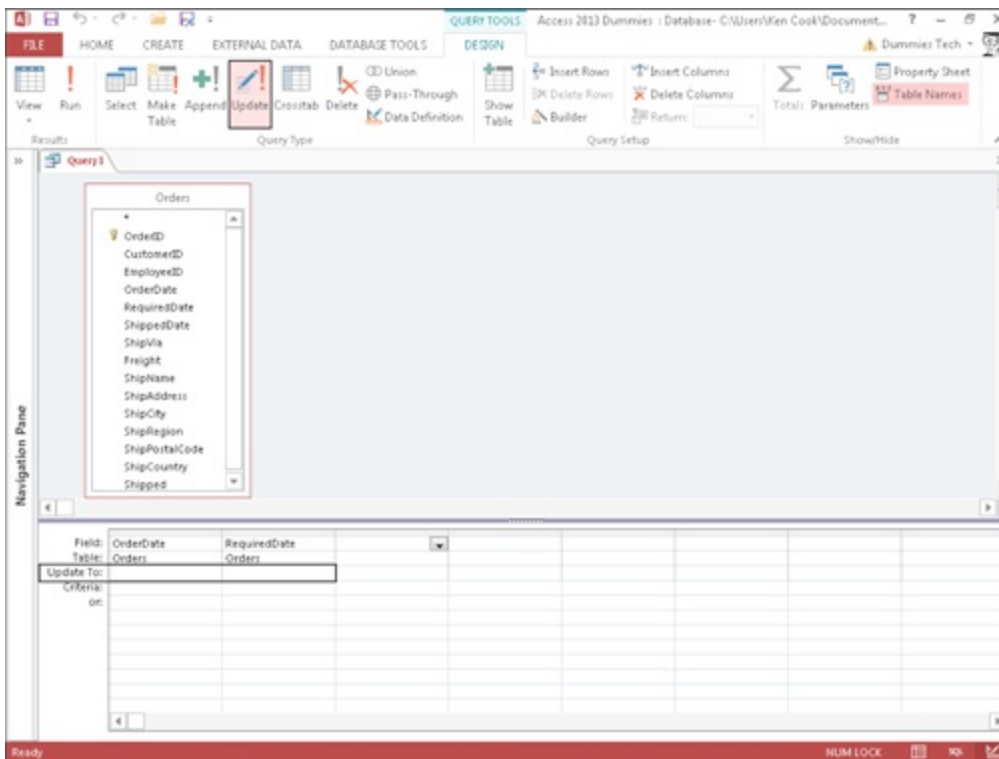 QUERY TOOLS Access 2013 Dummies : Database- C:\Users\Ken Cook\Document... ?
FILE HOME CREATE EXTERNAL DATA DATABASE TOOLS DESIGN Dummies Tech
View Run Select Make Table Append Update Crosstab Delete
Union
Pass-Through
Data Definition
Show Table
Insert Rows
Delete Rows
Builder
Insert Columns
Delete Columns
Return:
Totals Parameters
Property Sheet
Table Names
Results Query Type Query Setup Show/Hide
Query1
Navigation Pane
Orders
*
OrderID
CustomerID
EmployeeID
OrderDate
RequiredDate
ShippedDate
ShipVia
Freight
ShipName
ShipAddress
ShipCity
ShipRegion
ShipPostalCode
ShipCountry
Shipped
Field: OrderDate RequiredDate
Table: Orders Orders
Update To:
Criteria:
or:
Ready NUM LOCK SQL